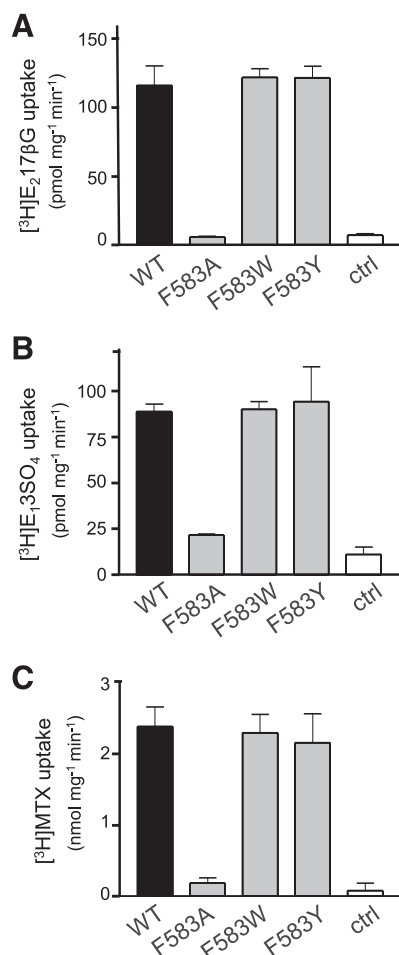 A
[³H]E₂17βG uptake
(pmol mg⁻¹ min⁻¹)
150
100
50
0
WT
F583A
F583W
F583Y
ctrl
B
[³H]E₁3SO₄ uptake
(pmol mg⁻¹ min⁻¹)
100
75
50
25
0
WT
F583A
F583W
F583Y
ctrl
C
[³H]MTX uptake
(nmol mg⁻¹ min⁻¹)
3
2
1
0
WT
F583A
F583W
F583Y
ctrl